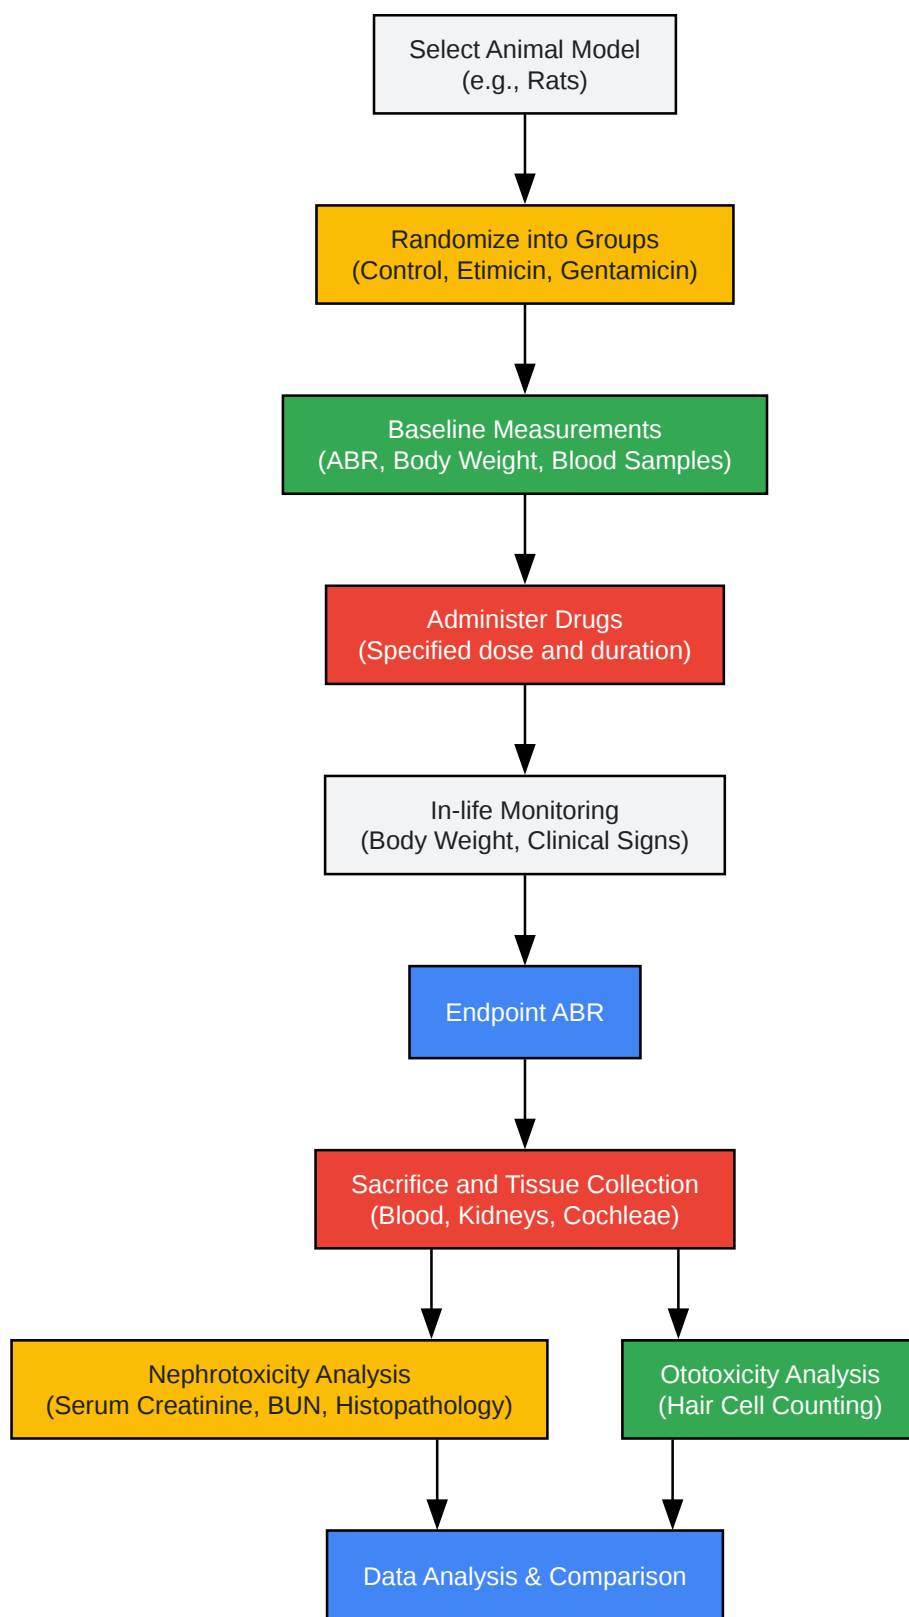 Select Animal Model
(e.g., Rats)
Randomize into Groups
(Control, Etimicin, Gentamicin)
Baseline Measurements
(ABR, Body Weight, Blood Samples)
Administer Drugs
(Specified dose and duration)
In-life Monitoring
(Body Weight, Clinical Signs)
Endpoint ABR
Sacrifice and Tissue Collection
(Blood, Kidneys, Cochleae)
Nephrotoxicity Analysis
(Serum Creatinine, BUN, Histopathology)
Ototoxicity Analysis
(Hair Cell Counting)
Data Analysis & Comparison